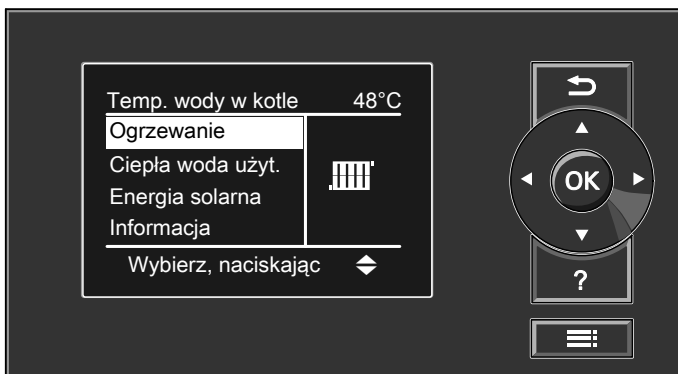 Temp. wody w kotle 48°C
Ogrzewanie
Ciepła woda użyt.
Energia solarna
Informacja
Wybierz, naciskając
OK
?